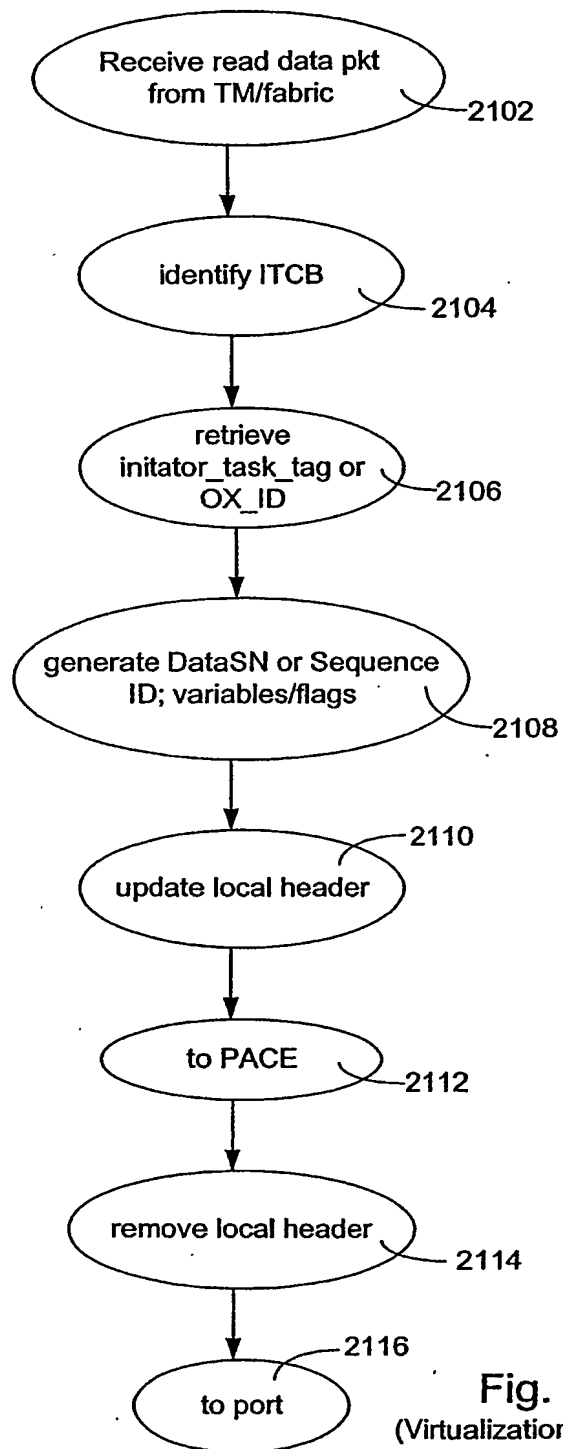 Receive read data pkt
from TM/fabric
2102
identify ITCB
2104
retrieve
initator_task_tag or
OX_ID
2106
generate DataSN or Sequence
ID; variables/flags
2108
2110
update local header
to PACE
2112
remove local header
2114
2116
to port
Fig.
(Virtualization